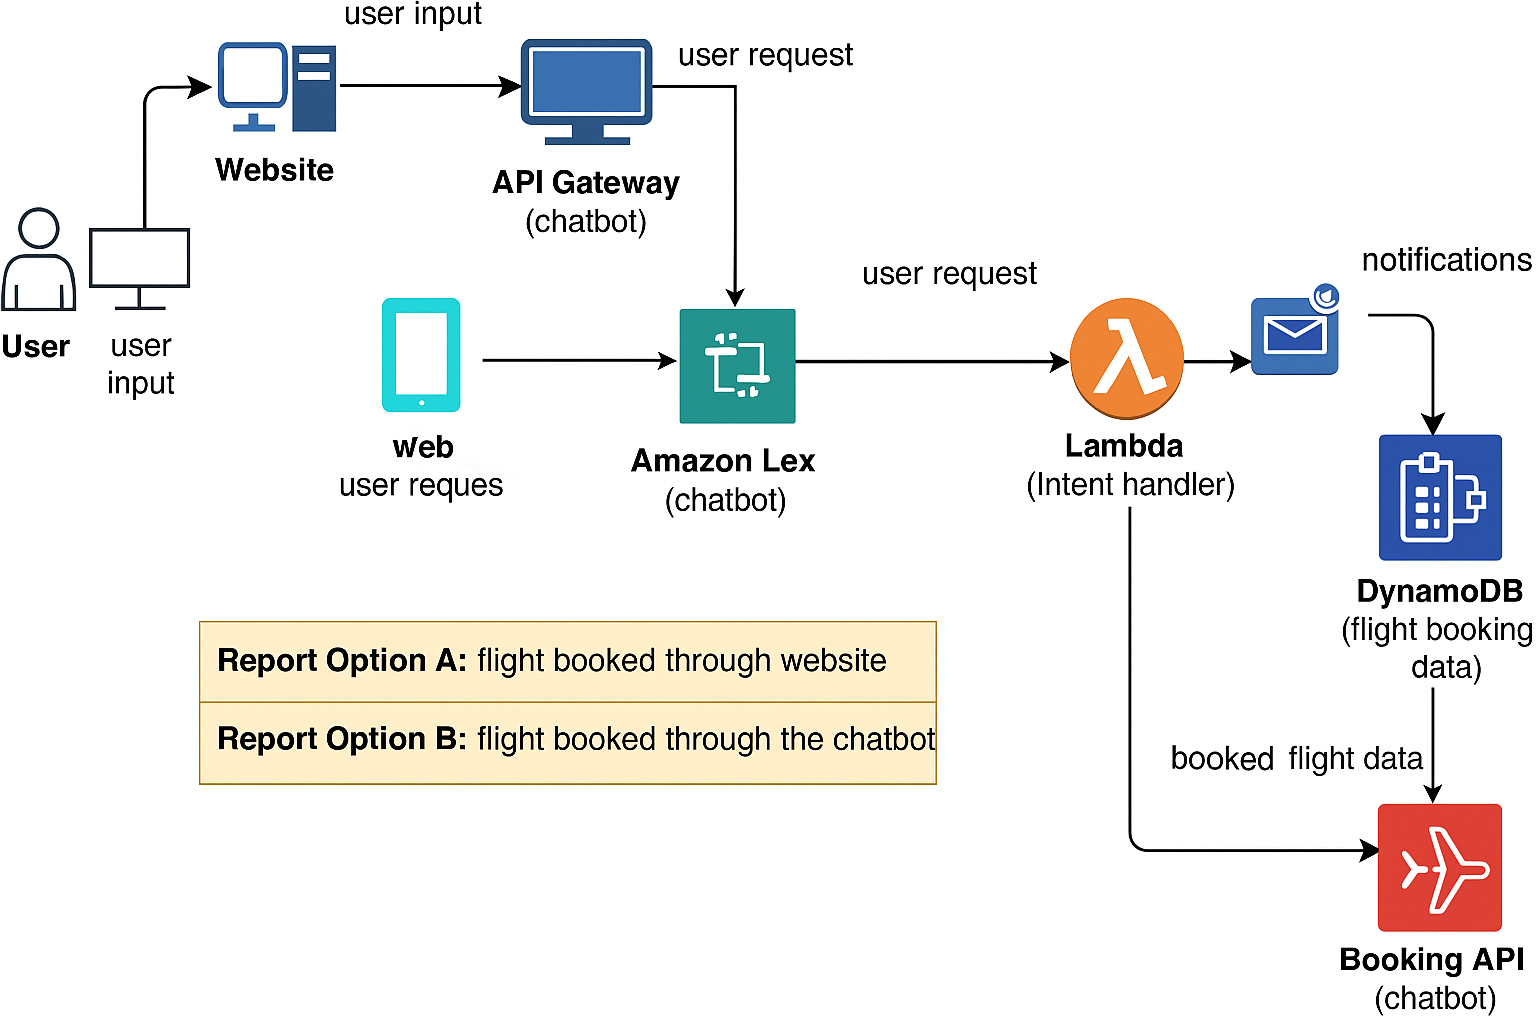 user input
user request
Website
API Gateway
(chatbot)
User
user
input
user request
notifications
web
user reques
Amazon Lex
(chatbot)
Lambda
(Intent handler)
DynamoDB
(flight booking
data)
Report Option A: flight booked through website
Report Option B: flight booked through the chatbot
booked flight data
Booking API
(chatbot)